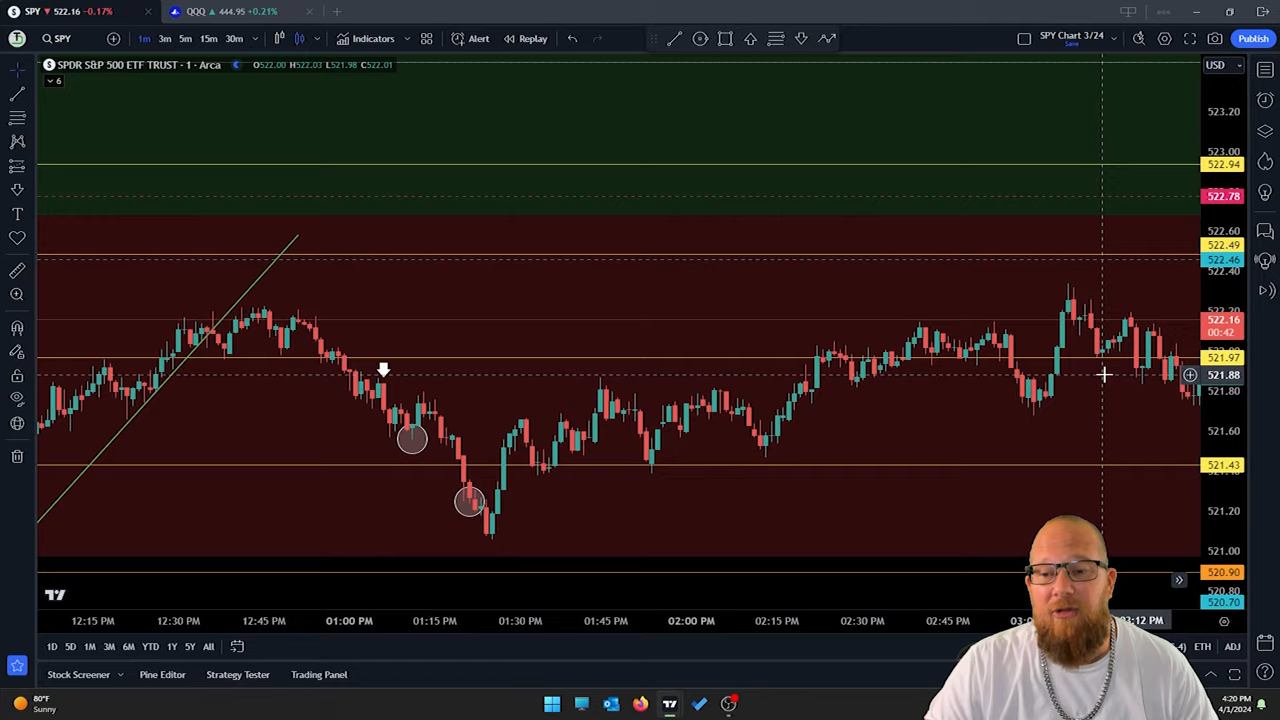 SPY 522.16 -0.17%
QQQ 444.95 +0.21%
SPY
1m 3m 5m 15m 30m
Indicators
Alert
Replay
SPY Chart 3/24
Save
Publish
SPDR S&P 500 ETF TRUST · 1 · Arca
O522.00 H522.03 L521.98 C522.01
6
USD
523.20
523.00
522.94
522.78
522.60
522.49
522.46
522.40
522.16
00:42
521.97
521.88
521.80
521.60
521.43
521.20
521.00
520.90
520.80
520.70
12:15 PM
12:30 PM
12:45 PM
01:00 PM
01:15 PM
01:30 PM
01:45 PM
02:00 PM
02:15 PM
02:30 PM
02:45 PM
1D 5D 1M 3M 6M YTD 1Y 5Y All
ETH
ADJ
Stock Screener
Pine Editor
Strategy Tester
Trading Panel
80°F
Sunny
4:20 PM
4/1/2024